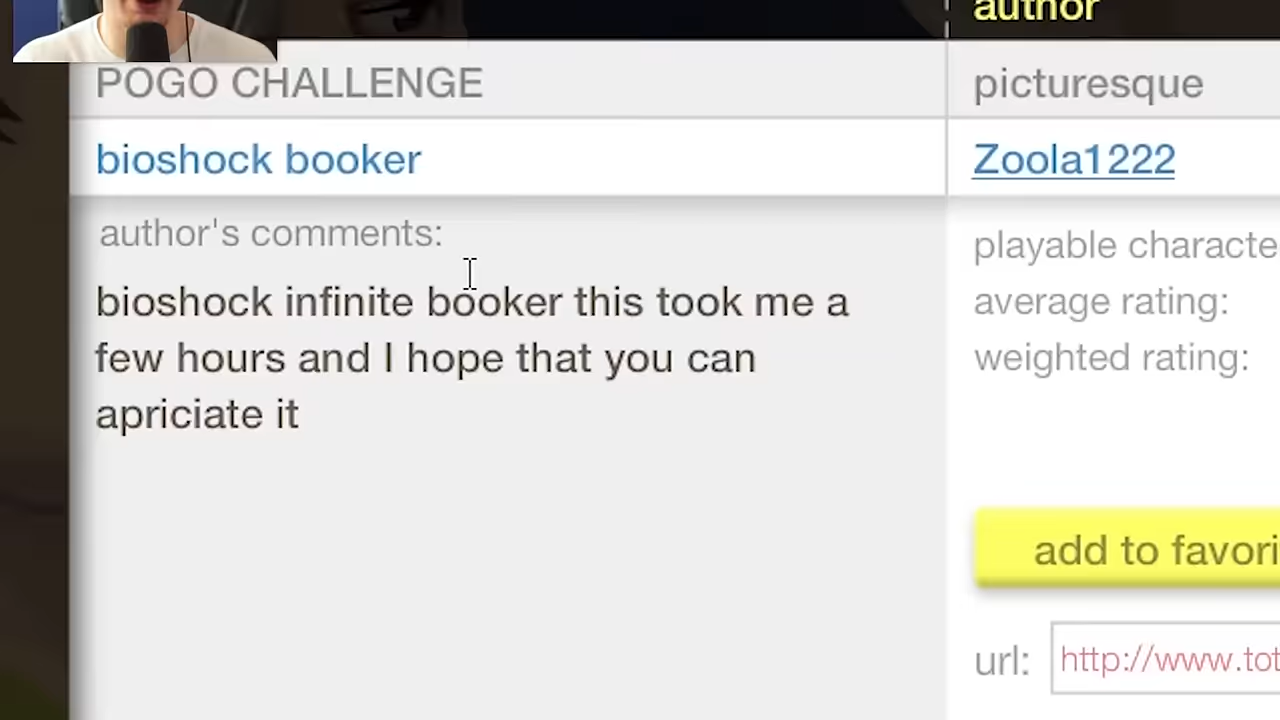 author
POGO CHALLENGE
picturesque
bioshock booker
Zoola1222
author's comments:
bioshock infinite booker this took me a
few hours and I hope that you can
apriciate it
playable characte
average rating:
weighted rating:
add to favori
url:
http://www.tot